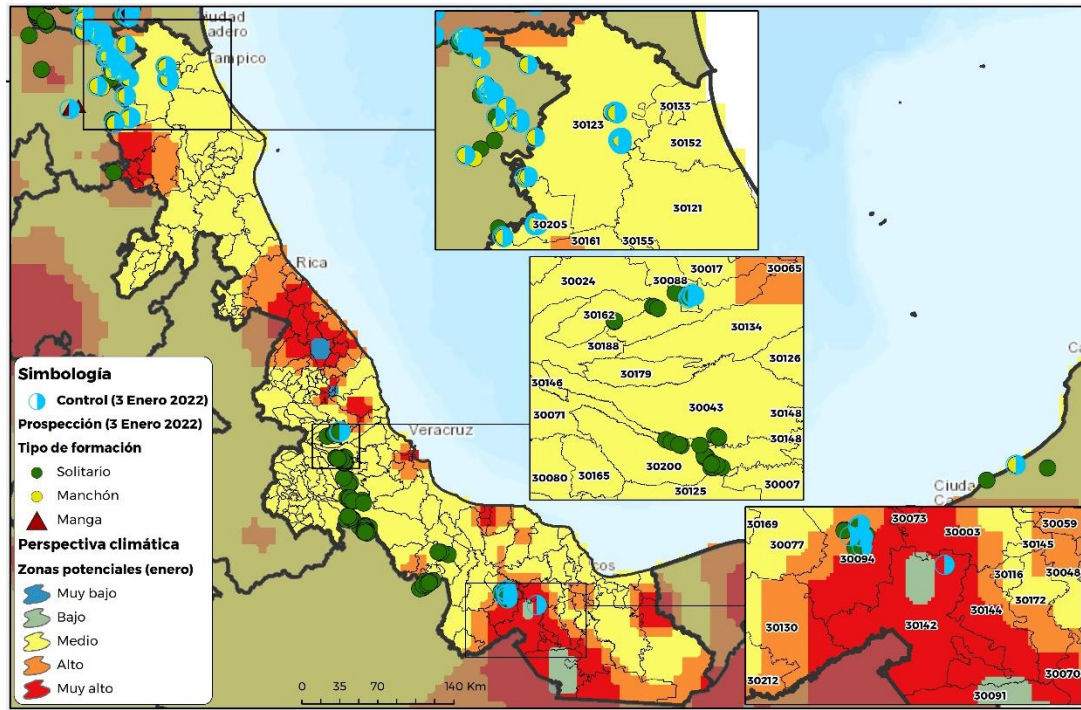 Tampico
Rica
Veracruz
Simbología
Control (3 Enero 2022)
Prospección (3 Enero 2022)
Tipo de formación
Solitario
Manchón
Manga
Perspectiva climática
Zonas potenciales (enero)
Muy bajo
Bajo
Medio
Alto
Muy alto
0 35 70 140 Km
30133
30123
30152
30121
30205
30161
30155
30017
30065
30024
30088
30162
30134
30188
30126
30179
30146
30043
30071
30148
30148
30200
30165
30080
30125
30007
30073
30003
30059
30169
30145
30077
30094
30116
30048
30172
30144
30142
30130
30212
30070
30091